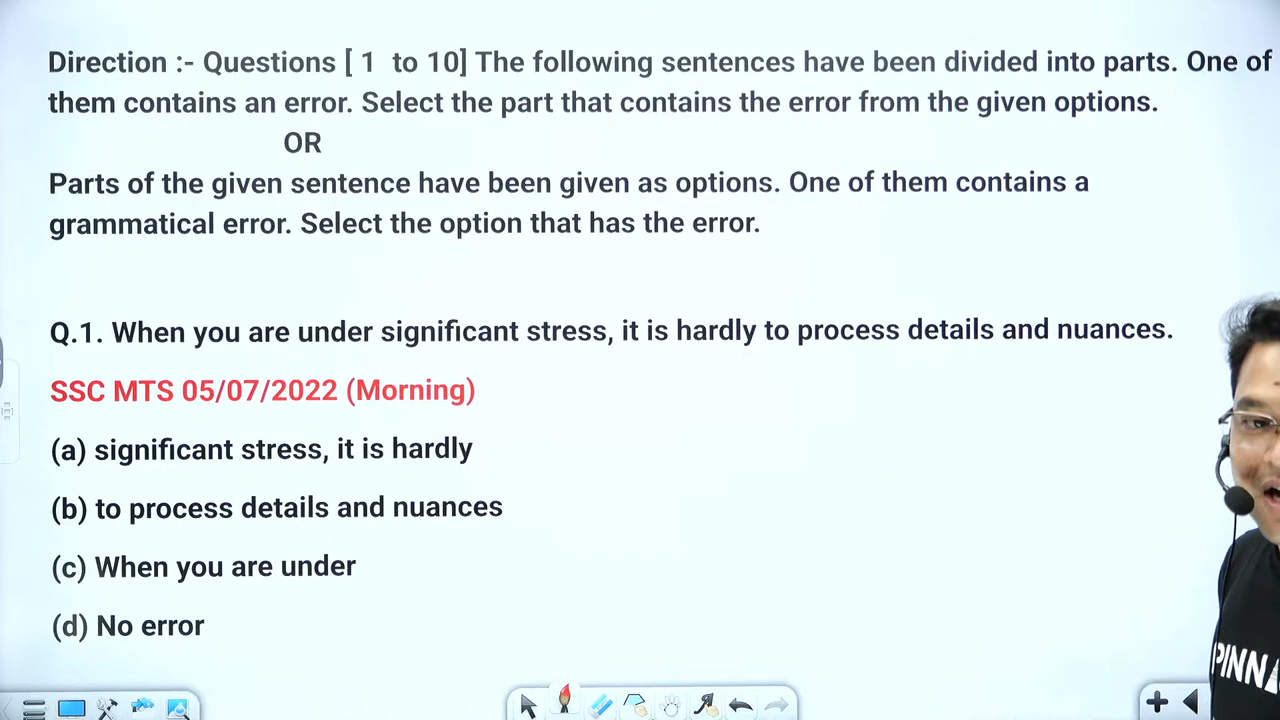 Direction :- Questions [ 1 to 10] The following sentences have been divided into parts. One of
them contains an error. Select the part that contains the error from the given options.
OR
Parts of the given sentence have been given as options. One of them contains a
grammatical error. Select the option that has the error.
Q.1. When you are under significant stress, it is hardly to process details and nuances.
SSC MTS 05/07/2022 (Morning)
(a) significant stress, it is hardly
(b) to process details and nuances
(c) When you are under
(d) No error